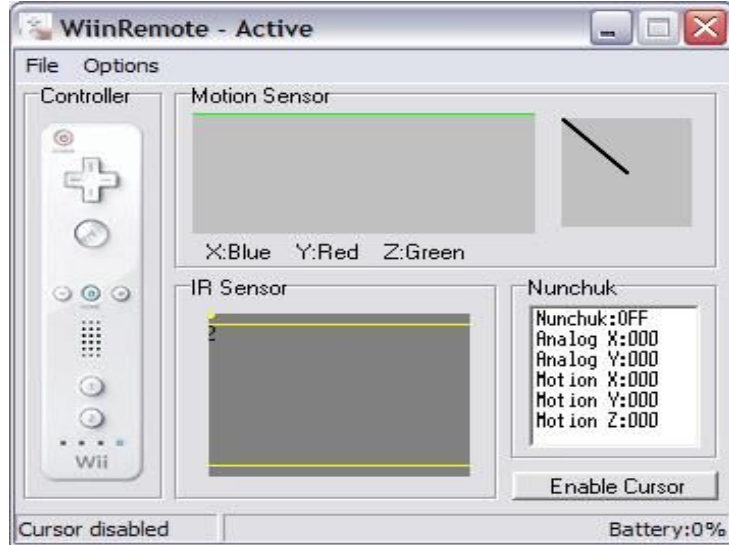 WiinRemote - Active
File Options
Controller
Motion Sensor
X:Blue Y:Red Z:Green
IR Sensor
2
Nunchuk
Nunchuk:OFF
Analog X:000
Analog Y:000
Motion X:000
Motion Y:000
Motion Z:000
Wii
Enable Cursor
Cursor disabled
Battery:0%